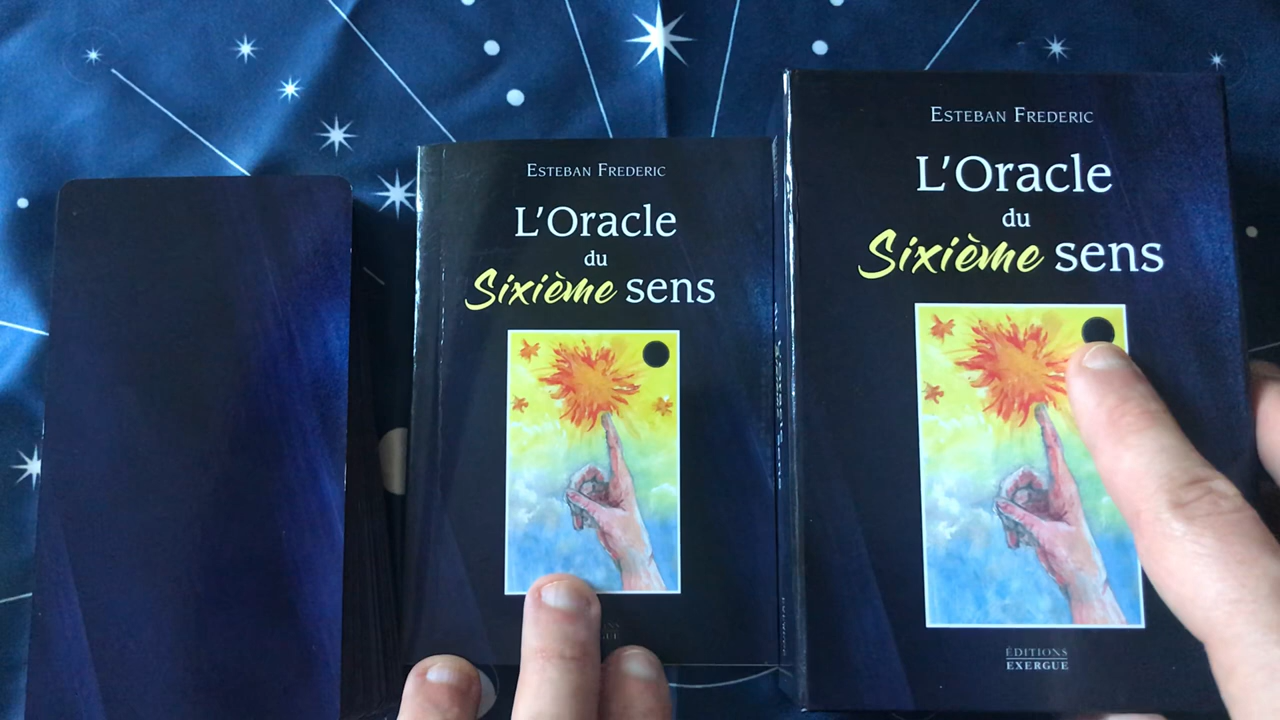 ESTEBAN FREDERIC
L'Oracle
du
Sixième sens
ESTEBAN FREDERIC
L'Oracle
du
Sixième sens
ÉDITIONS
EXERGUE